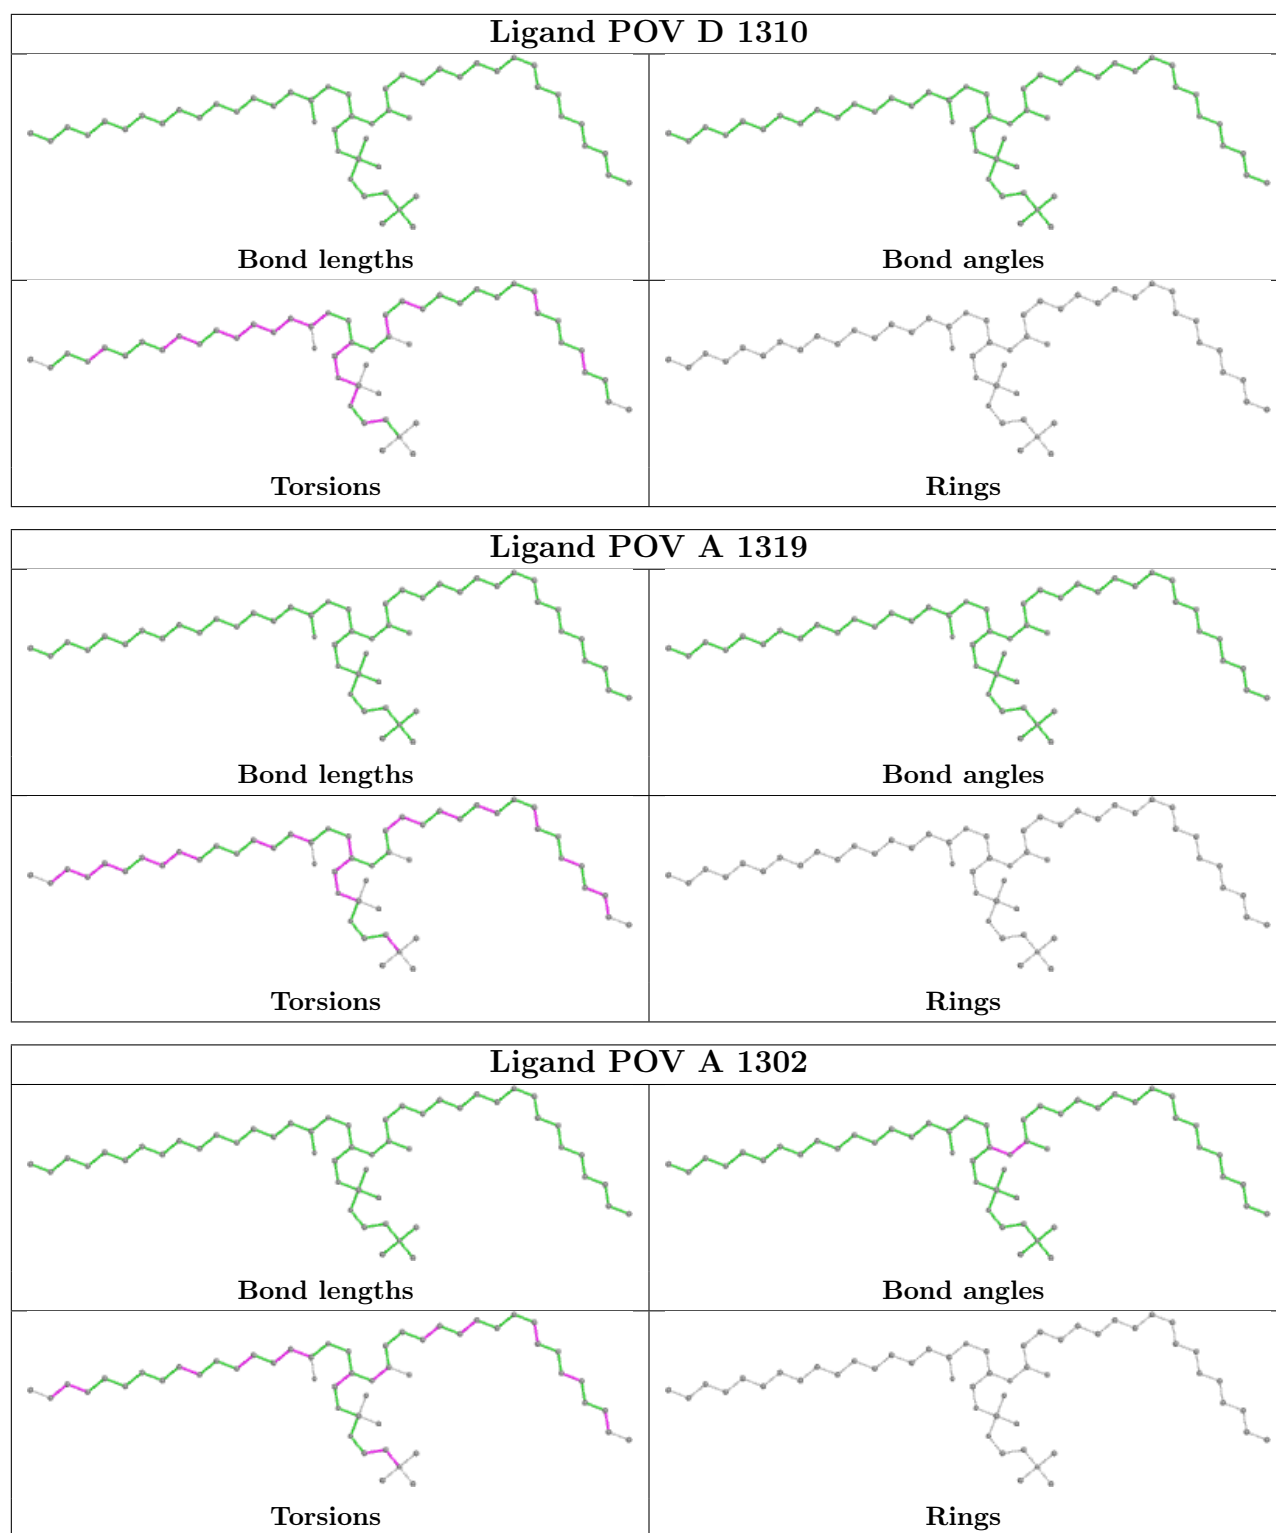 Ligand POV D 1310
Bond lengths
Bond angles
Torsions
Rings
Ligand POV A 1319
Bond lengths
Bond angles
Torsions
Rings
Ligand POV A 1302
Bond lengths
Bond angles
Torsions
Rings